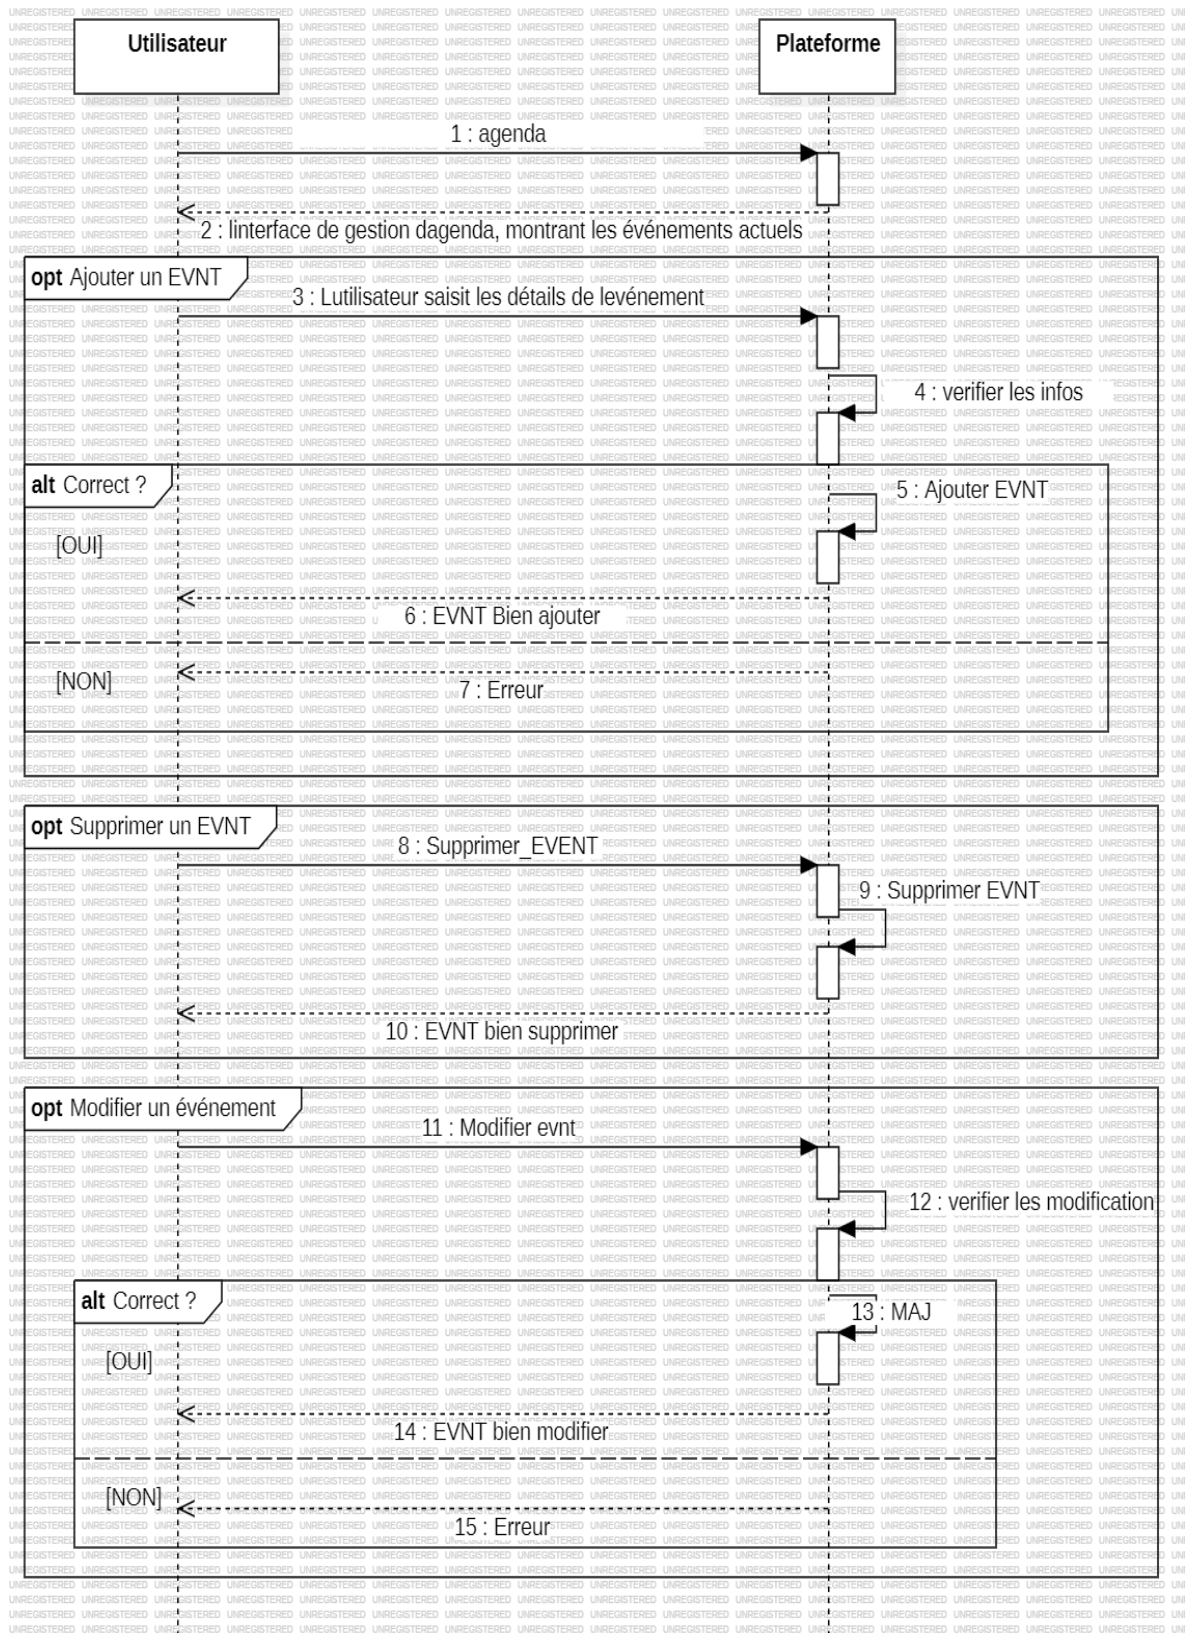 Utilisateur
Plateforme
1 : agenda
2 : linterface de gestion dagenda, montrant les événements actuels
opt Ajouter un EVNT
3 : Lutilisateur saisit les détails de levénement
4 : verifier les infos
alt Correct ?
5 : Ajouter EVNT
[OUI]
6 : EVNT Bien ajouter
[NON]
7 : Erreur
opt Supprimer un EVNT
8 : Supprimer_EVENT
9 : Supprimer EVNT
10 : EVNT bien supprimer
opt Modifier un événement
11 : Modifier evnt
12 : verifier les modification
alt Correct ?
13 : MAJ
[OUI]
14 : EVNT bien modifier
[NON]
15 : Erreur
UNREGISTERED